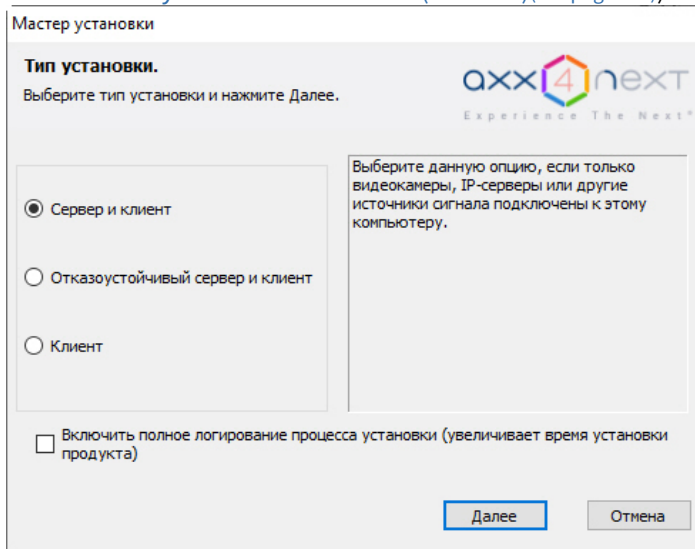 Мастер установки
Тип установки.
Выберите тип установки и нажмите Далее.
axx4next
Experience The Next®
Выберите данную опцию, если только
видеокамеры, IP-серверы или другие
источники сигнала подключены к этому
компьютеру.
Сервер и клиент
Отказоустойчивый сервер и клиент
Клиент
Включить полное логирование процесса установки (увеличивает время установки
продукта)
Далее
Отмена